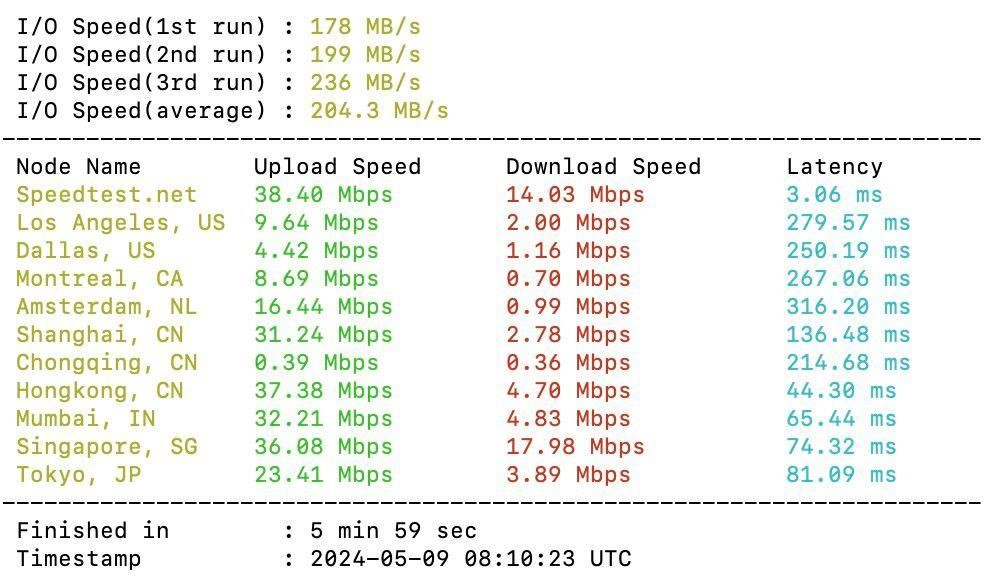 I/O Speed(1st run) : 178 MB/s
I/O Speed(2nd run) : 199 MB/s
I/O Speed(3rd run) : 236 MB/s
I/O Speed(average) : 204.3 MB/s
----------------------------------------------------------------------
Node Name Upload Speed Download Speed Latency
Speedtest.net 38.40 Mbps 14.03 Mbps 3.06 ms
Los Angeles, US 9.64 Mbps 2.00 Mbps 279.57 ms
Dallas, US 4.42 Mbps 1.16 Mbps 250.19 ms
Montreal, CA 8.69 Mbps 0.70 Mbps 267.06 ms
Amsterdam, NL 16.44 Mbps 0.99 Mbps 316.20 ms
Shanghai, CN 31.24 Mbps 2.78 Mbps 136.48 ms
Chongqing, CN 0.39 Mbps 0.36 Mbps 214.68 ms
Hongkong, CN 37.38 Mbps 4.70 Mbps 44.30 ms
Mumbai, IN 32.21 Mbps 4.83 Mbps 65.44 ms
Singapore, SG 36.08 Mbps 17.98 Mbps 74.32 ms
Tokyo, JP 23.41 Mbps 3.89 Mbps 81.09 ms
----------------------------------------------------------------------
Finished in : 5 min 59 sec
Timestamp : 2024-05-09 08:10:23 UTC